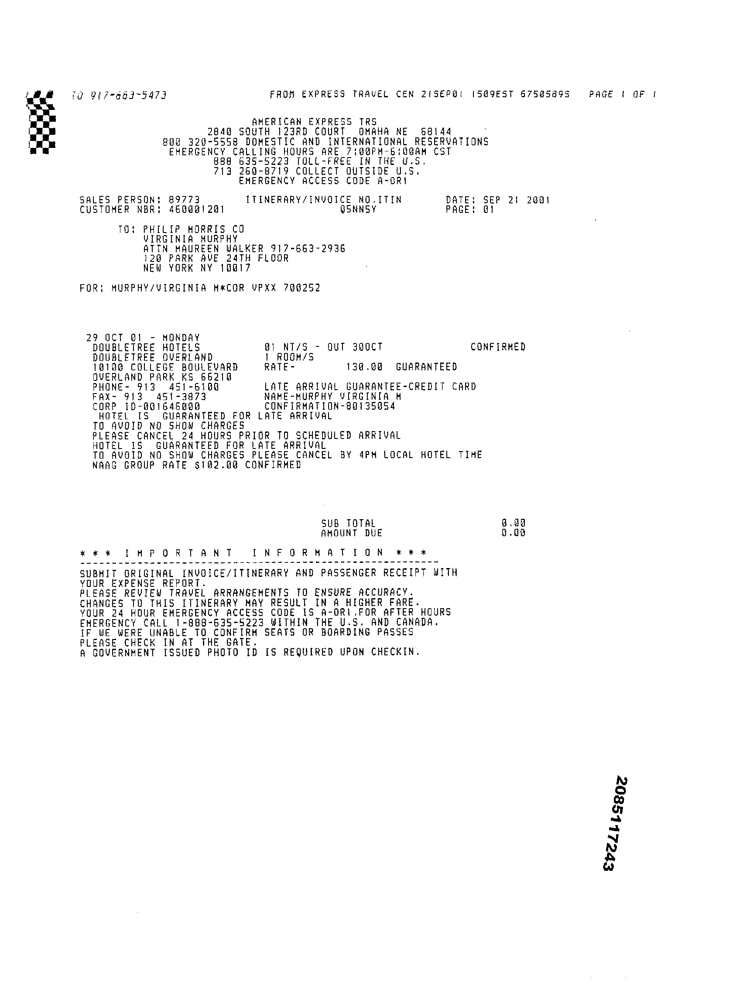 TO 917-663-5473 FROM EXPRESS TRAVEL CEN 21SEP01 1509EST 6750589S PAGE 1 OF 1
AMERICAN EXPRESS TRS
2840 SOUTH 123RD COURT OMAHA NE 68144
800 320-5558 DOMESTIC AND INTERNATIONAL RESERVATIONS
EMERGENCY CALLING HOURS ARE 7:00PM-6:00AM CST
888 635-5223 TOLL-FREE IN THE U.S.
713 260-8719 COLLECT OUTSIDE U.S.
EMERGENCY ACCESS CODE A-OR1
SALES PERSON: 89773 ITINERARY/INVOICE NO.ITIN DATE: SEP 21 2001
CUSTOMER NBR: 460001201 Q5NNSY PAGE: 01
TO: PHILIP MORRIS CO
VIRGINIA MURPHY
ATTN MAUREEN WALKER 917-663-2936
120 PARK AVE 24TH FLOOR
NEW YORK NY 10017
FOR: MURPHY/VIRGINIA M*COR VPXX 700252
29 OCT 01 - MONDAY
DOUBLETREE HOTELS 01 NT/S - OUT 30OCT CONFIRMED
DOUBLETREE OVERLAND 1 ROOM/S
10100 COLLEGE BOULEVARD RATE- 130.00 GUARANTEED
OVERLAND PARK KS 66210
PHONE- 913 451-6100 LATE ARRIVAL GUARANTEE-CREDIT CARD
FAX- 913 451-3873 NAME-MURPHY VIRGINIA M
CORP ID-001646000 CONFIRMATION-80135054
HOTEL IS GUARANTEED FOR LATE ARRIVAL
TO AVOID NO SHOW CHARGES
PLEASE CANCEL 24 HOURS PRIOR TO SCHEDULED ARRIVAL
HOTEL IS GUARANTEED FOR LATE ARRIVAL
TO AVOID NO SHOW CHARGES PLEASE CANCEL BY 4PM LOCAL HOTEL TIME
NAAG GROUP RATE $102.00 CONFIRMED
SUB TOTAL 0.00
AMOUNT DUE 0.00
* * * I M P O R T A N T I N F O R M A T I O N * * *
------------------------------------------------------
SUBMIT ORIGINAL INVOICE/ITINERARY AND PASSENGER RECEIPT WITH
YOUR EXPENSE REPORT.
PLEASE REVIEW TRAVEL ARRANGEMENTS TO ENSURE ACCURACY.
CHANGES TO THIS ITINERARY MAY RESULT IN A HIGHER FARE.
YOUR 24 HOUR EMERGENCY ACCESS CODE IS A-OR1.FOR AFTER HOURS
EMERGENCY CALL 1-888-635-5223 WITHIN THE U.S. AND CANADA.
IF WE WERE UNABLE TO CONFIRM SEATS OR BOARDING PASSES
PLEASE CHECK IN AT THE GATE.
A GOVERNMENT ISSUED PHOTO ID IS REQUIRED UPON CHECKIN.
2085117243